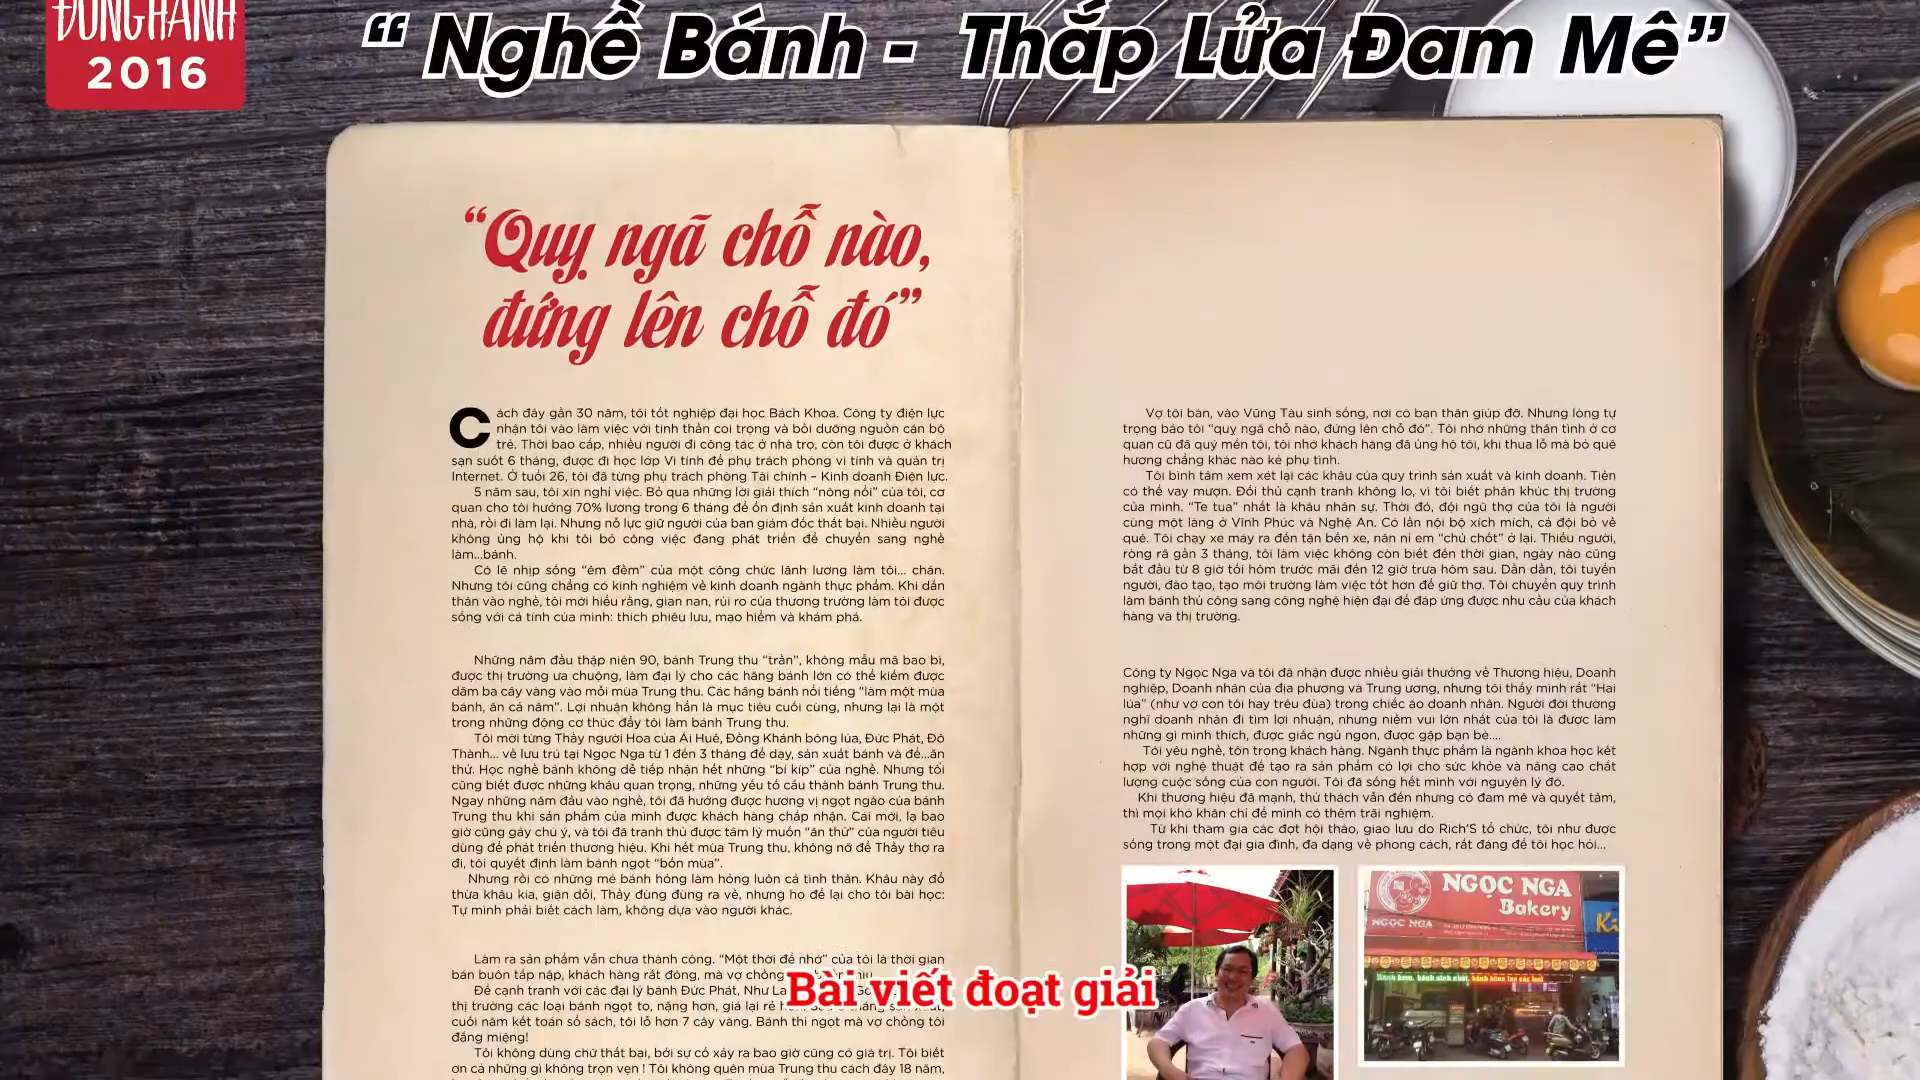 ĐỒNG HÀNH
2016
“ Nghề Bánh - Thắp Lửa Đam Mê”
“Quỵ ngã chỗ nào,
đứng lên chỗ đó”
Cách đây gần 30 năm, tôi tốt nghiệp đại học Bách Khoa. Công ty điện lực
nhận tôi vào làm việc với tinh thần coi trọng và bồi dưỡng nguồn cán bộ
trẻ. Thời bao cấp, nhiều người đi công tác ở nhà trọ, còn tôi được ở khách
sạn suốt 6 tháng, được đi học lớp Vi tính để phụ trách phòng vi tính và quản trị
Internet. Ở tuổi 26, tôi đã từng phụ trách phòng Tài chính – Kinh doanh Điện lực.
5 năm sau, tôi xin nghỉ việc. Bỏ qua những lời giải thích “nông nổi” của tôi, cơ
quan cho tôi hưởng 70% lương trong 6 tháng để ổn định sản xuất kinh doanh tại
nhà, rồi đi làm lại. Nhưng nỗ lực giữ người của ban giám đốc thất bại. Nhiều người
không ủng hộ khi tôi bỏ công việc đang phát triển để chuyển sang nghề
làm...bánh.
Có lẽ nhịp sống “êm đềm” của một công chức lãnh lương làm tôi... chán.
Nhưng tôi cũng chẳng có kinh nghiệm về kinh doanh ngành thực phẩm. Khi dấn
thân vào nghề, tôi mới hiểu rằng, gian nan, rủi ro của thương trường làm tôi được
sống với cá tính của mình: thích phiêu lưu, mạo hiểm và khám phá.
Những năm đầu thập niên 90, bánh Trung thu “trần”, không mẫu mã bao bì,
được thị trường ưa chuộng, làm đại lý cho các hãng bánh lớn có thể kiếm được
dăm ba cây vàng vào mỗi mùa Trung thu. Các hãng bánh nổi tiếng “làm một mùa
bánh, ăn cả năm”. Lợi nhuận không hẳn là mục tiêu cuối cùng, nhưng lại là một
trong những động cơ thúc đẩy tôi làm bánh Trung thu.
Tôi mời từng Thầy người Hoa của Ái Huê, Đồng Khánh bông lúa, Đức Phát, Đô
Thành... về lưu trú tại Ngọc Nga từ 1 đến 3 tháng để dạy, sản xuất bánh và để...ăn
thử. Học nghề bánh không dễ tiếp nhận hết những “bí kíp” của nghề. Nhưng tôi
cũng biết được những khâu quan trọng, những yếu tố cấu thành bánh Trung thu.
Ngay những năm đầu vào nghề, tôi đã hưởng được hương vị ngọt ngào của bánh
Trung thu khi sản phẩm của mình được khách hàng chấp nhận. Cái mới, lạ bao
giờ cũng gây chú ý, và tôi đã tranh thủ được tâm lý muốn “ăn thử” của người tiêu
dùng để phát triển thương hiệu. Khi hết mùa Trung thu, không nỡ để Thầy thợ ra
đi, tôi quyết định làm bánh ngọt “bốn mùa”.
Nhưng rồi có những mẻ bánh hỏng làm hỏng luôn cả tình thân. Khâu này đổ
thừa khâu kia, giận dỗi, Thầy đùng đùng ra về, nhưng họ để lại cho tôi bài học:
Tự mình phải biết cách làm, không dựa vào người khác.
Làm ra sản phẩm vẫn chưa thành công. “Một thời để nhớ” của tôi là thời gian
bán buôn tấp nập, khách hàng rất đông, mà vợ chồng
Để cạnh tranh với các đại lý bánh Đức Phát, Như La
thị trường các loại bánh ngọt to, nặng hơn, giá lại rẻ
cuối năm kết toán sổ sách, tôi lỗ hơn 7 cây vàng. Bánh thì ngọt mà vợ chồng tôi
đắng miệng!
Tôi không dùng chữ thất bại, bởi sự cố xảy ra bao giờ cũng có giá trị. Tôi biết
ơn cả những gì không trọn vẹn ! Tôi không quên mùa Trung thu cách đây 18 năm,
Vợ tôi bàn, vào Vũng Tàu sinh sống, nơi có bạn thân giúp đỡ. Nhưng lòng tự
trọng bảo tôi “quỵ ngã chỗ nào, đứng lên chỗ đó”. Tôi nhớ những thân tình ở cơ
quan cũ đã quý mến tôi, tôi nhớ khách hàng đã ủng hộ tôi, khi thua lỗ mà bỏ quê
hương chẳng khác nào kẻ phụ tình.
Tôi bình tâm xem xét lại các khâu của quy trình sản xuất và kinh doanh. Tiền
có thể vay mượn. Đối thủ cạnh tranh không lo, vì tôi biết phân khúc thị trường
của mình. “Te tua” nhất là khâu nhân sự. Thời đó, đội ngũ thợ của tôi là người
cùng một làng ở Vĩnh Phúc và Nghệ An. Có lần nội bộ xích mích, cả đội bỏ về
quê. Tôi chạy xe máy ra đến tận bến xe, năn nỉ em “chủ chốt” ở lại. Thiếu người,
ròng rã gần 3 tháng, tôi làm việc không còn biết đến thời gian, ngày nào cũng
bắt đầu từ 8 giờ tối hôm trước mãi đến 12 giờ trưa hôm sau. Dần dần, tôi tuyển
người, đào tạo, tạo môi trường làm việc tốt hơn để giữ thợ. Tôi chuyển quy trình
làm bánh thủ công sang công nghệ hiện đại để đáp ứng được nhu cầu của khách
hàng và thị trường.
Công ty Ngọc Nga và tôi đã nhận được nhiều giải thưởng về Thương hiệu, Doanh
nghiệp, Doanh nhân của địa phương và Trung ương, nhưng tôi thấy mình rất “Hai
lúa” (như vợ con tôi hay trêu đùa) trong chiếc áo doanh nhân. Người đời thường
nghĩ doanh nhân đi tìm lợi nhuận, nhưng niềm vui lớn nhất của tôi là được làm
những gì mình thích, được giấc ngủ ngon, được gặp bạn bè....
Tôi yêu nghề, tôn trọng khách hàng. Ngành thực phẩm là ngành khoa học kết
hợp với nghệ thuật để tạo ra sản phẩm có lợi cho sức khỏe và nâng cao chất
lượng cuộc sống của con người. Tôi đã sống hết mình với nguyên lý đó.
Khi thương hiệu đã mạnh, thử thách vẫn đến nhưng có đam mê và quyết tâm,
thì mọi khó khăn chỉ để mình có thêm trãi nghiệm.
Từ khi tham gia các đợt hội thảo, giao lưu do Rich’S tổ chức, tôi như được
sống trong một đại gia đình, đa dạng về phong cách, rất đáng để tôi học hỏi...
NGỌC NGA
Bakery
NGỌC NGA
Bài viết đoạt giải